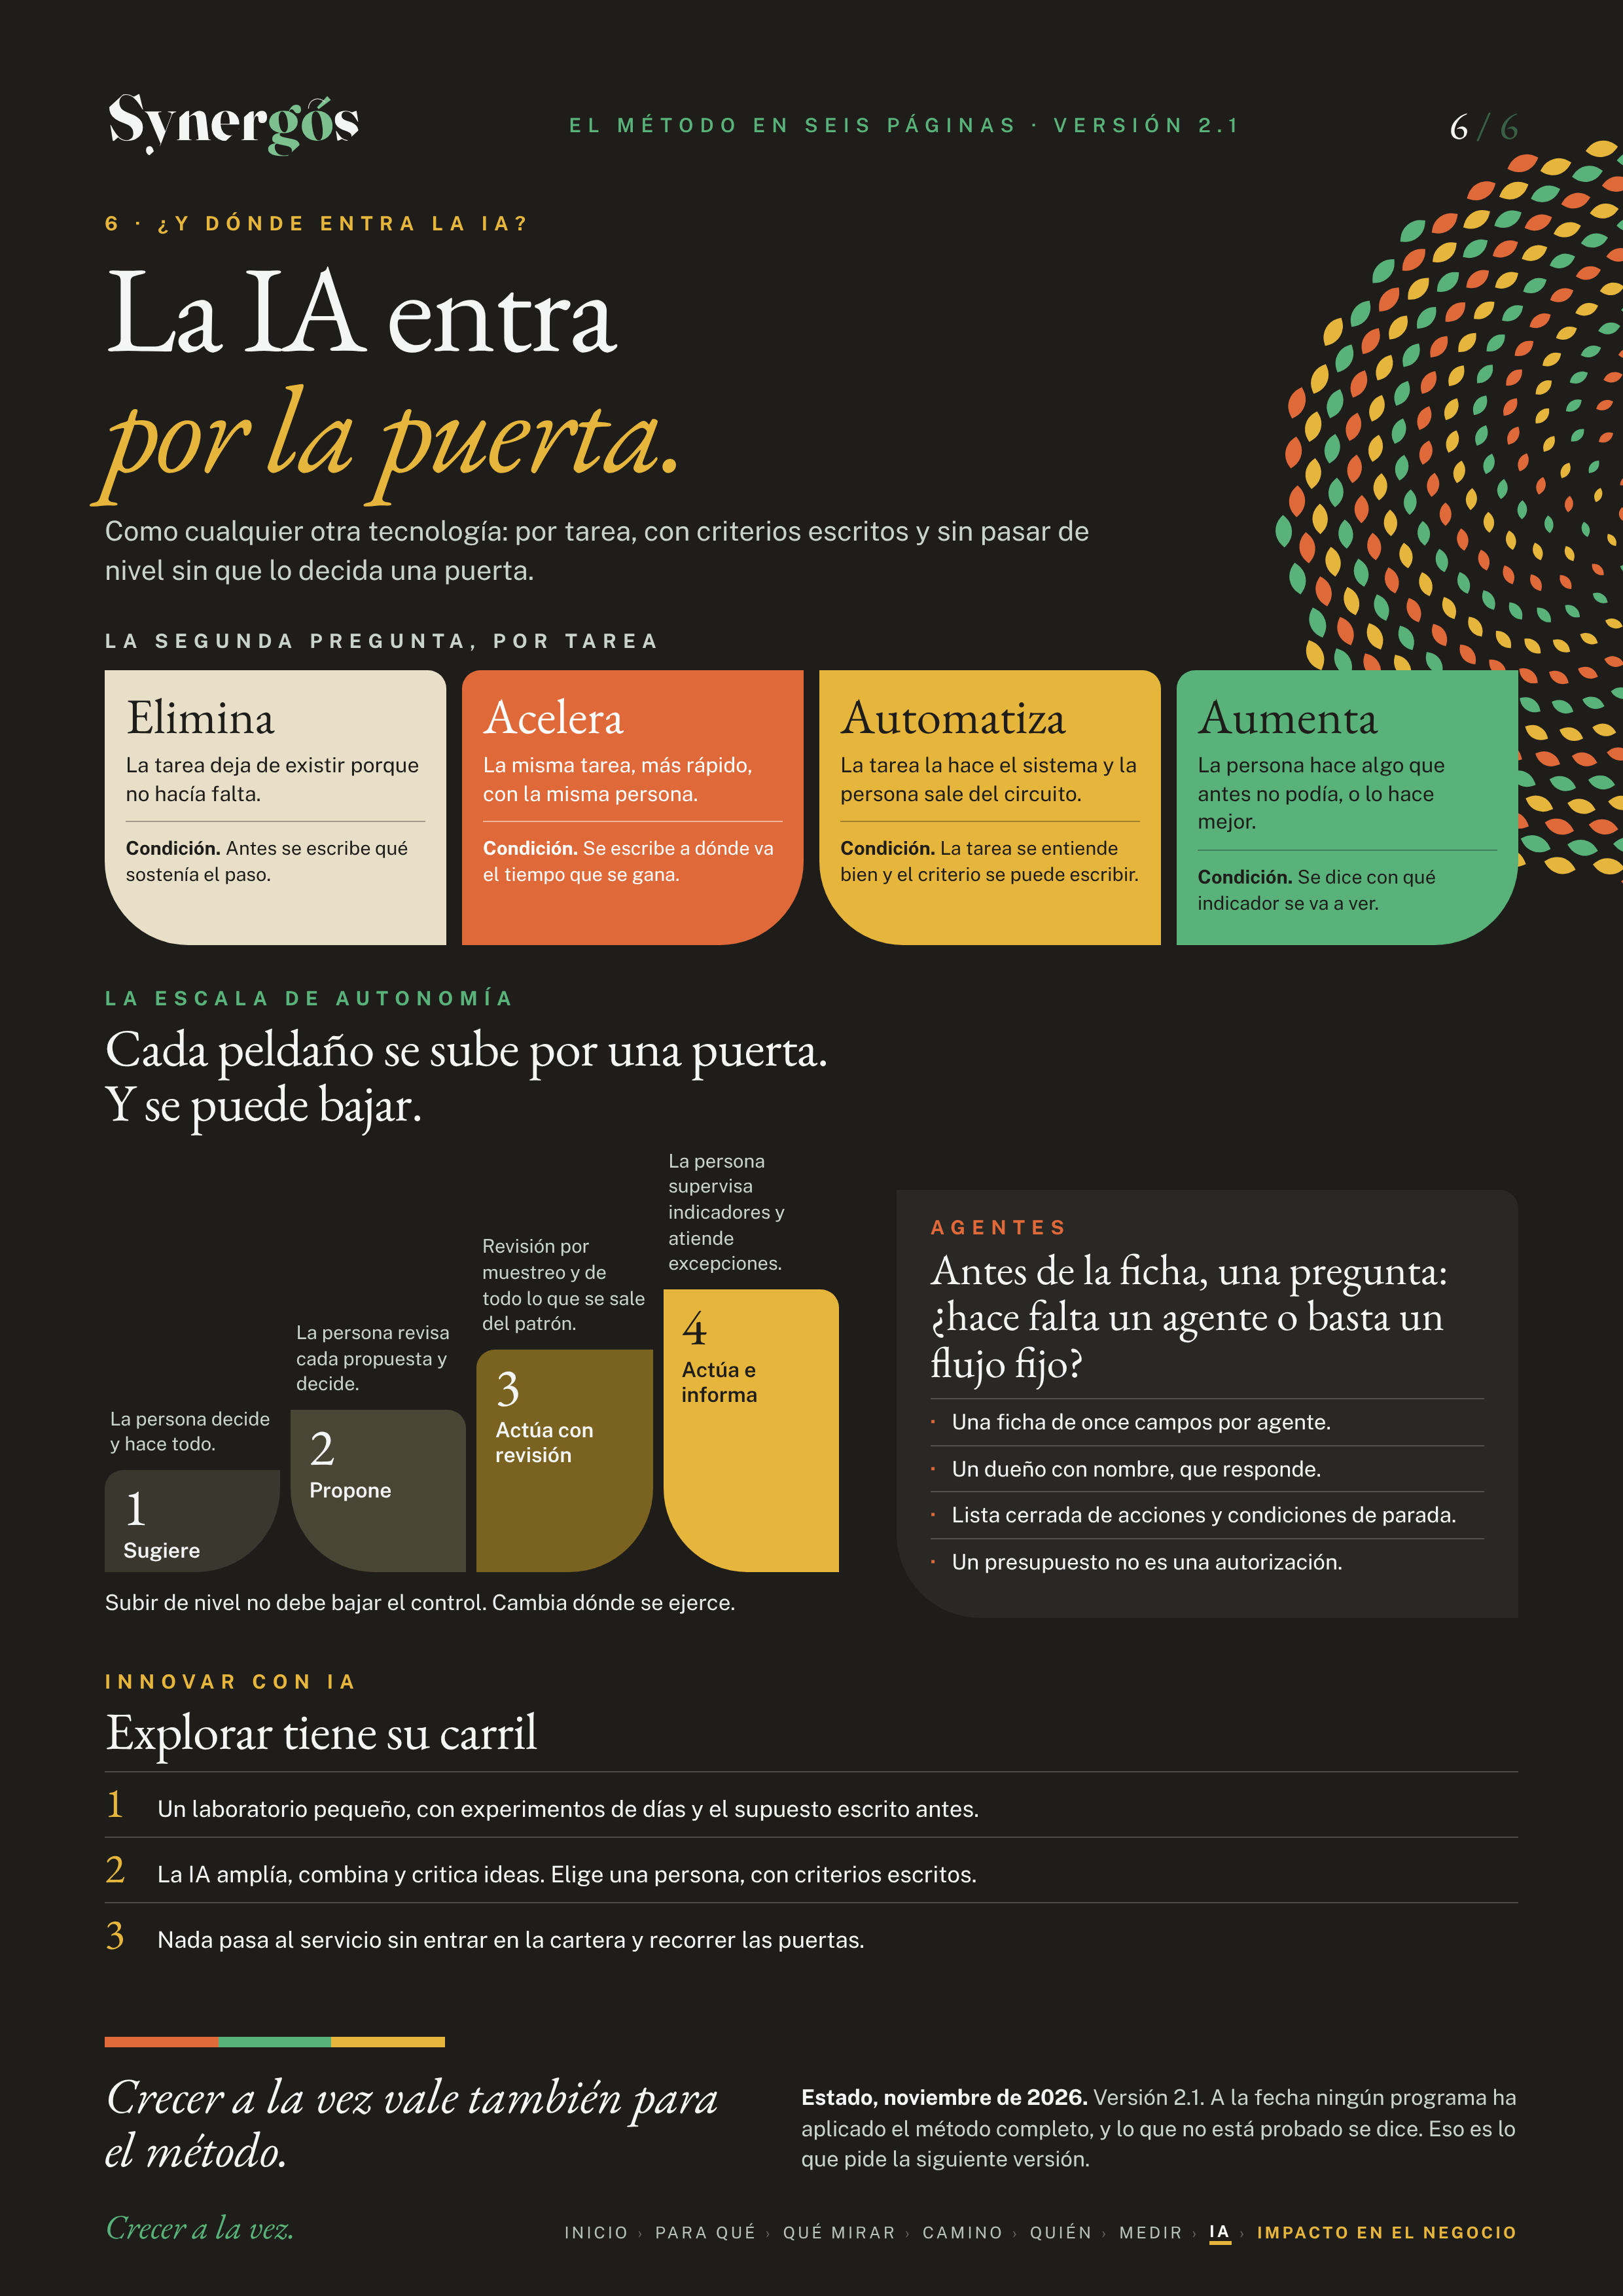 Synergós
EL MÉTODO EN SEIS PÁGINAS · VERSIÓN 2.1
6 / 6
6 · ¿Y DÓNDE ENTRA LA IA?
La IA entra
por la puerta.
Como cualquier otra tecnología: por tarea, con criterios escritos y sin pasar de
nivel sin que lo decida una puerta.
LA SEGUNDA PREGUNTA, POR TAREA
Elimina
La tarea deja de existir porque
no hacía falta.
Condición. Antes se escribe qué
sostenía el paso.
Acelera
La misma tarea, más rápido,
con la misma persona.
Condición. Se escribe a dónde va
el tiempo que se gana.
Automatiza
La tarea la hace el sistema y la
persona sale del circuito.
Condición. La tarea se entiende
bien y el criterio se puede escribir.
Aumenta
La persona hace algo que
antes no podía, o lo hace
mejor.
Condición. Se dice con qué
indicador se va a ver.
LA ESCALA DE AUTONOMÍA
Cada peldaño se sube por una puerta.
Y se puede bajar.
La persona decide
y hace todo.
1
Sugiere
La persona revisa
cada propuesta y
decide.
2
Propone
Revisión por
muestreo y de
todo lo que se sale
del patrón.
3
Actúa con
revisión
La persona
supervisa
indicadores y
atiende
excepciones.
4
Actúa e
informa
Subir de nivel no debe bajar el control. Cambia dónde se ejerce.
AGENTES
Antes de la ficha, una pregunta:
¿hace falta un agente o basta un
flujo fijo?
· Una ficha de once campos por agente.
· Un dueño con nombre, que responde.
· Lista cerrada de acciones y condiciones de parada.
· Un presupuesto no es una autorización.
INNOVAR CON IA
Explorar tiene su carril
1 Un laboratorio pequeño, con experimentos de días y el supuesto escrito antes.
2 La IA amplía, combina y critica ideas. Elige una persona, con criterios escritos.
3 Nada pasa al servicio sin entrar en la cartera y recorrer las puertas.
Crecer a la vez vale también para
el método.
Estado, noviembre de 2026. Versión 2.1. A la fecha ningún programa ha
aplicado el método completo, y lo que no está probado se dice. Eso es lo
que pide la siguiente versión.
Crecer a la vez.
INICIO › PARA QUÉ › QUÉ MIRAR › CAMINO › QUIÉN › MEDIR › IA › IMPACTO EN EL NEGOCIO